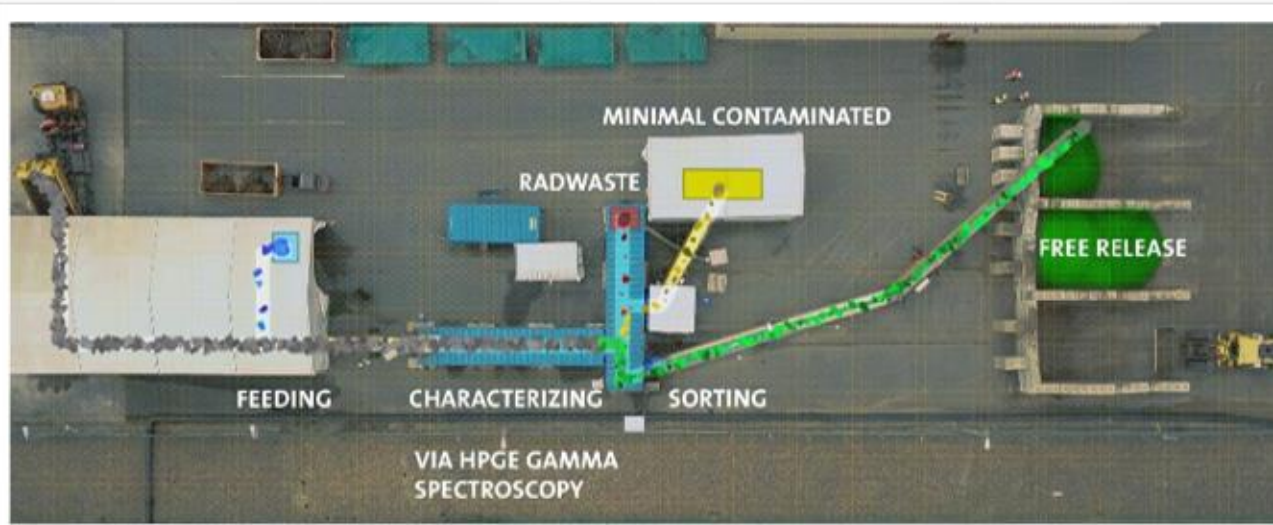 MINIMAL CONTAMINATED
RADWASTE
FREE RELEASE
FEEDING
CHARACTERIZING
SORTING
VIA HPGE GAMMA
SPECTROSCOPY